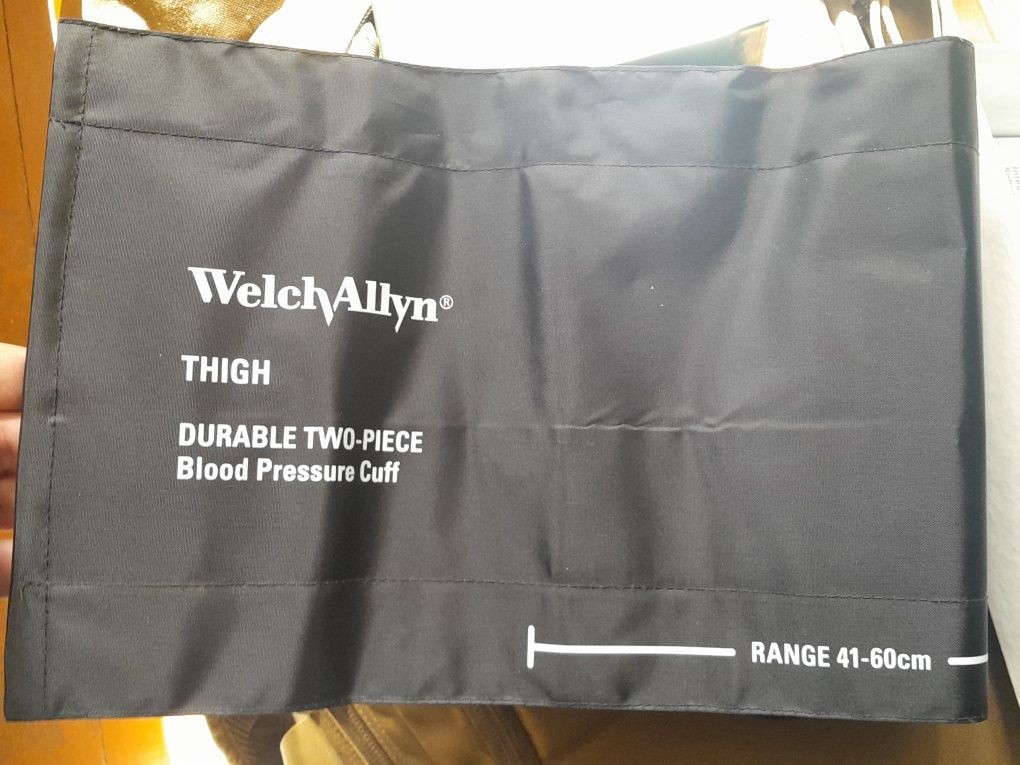 WelchAllyn®
THIGH
DURABLE TWO-PIECE
Blood Pressure Cuff
RANGE 41-60cm